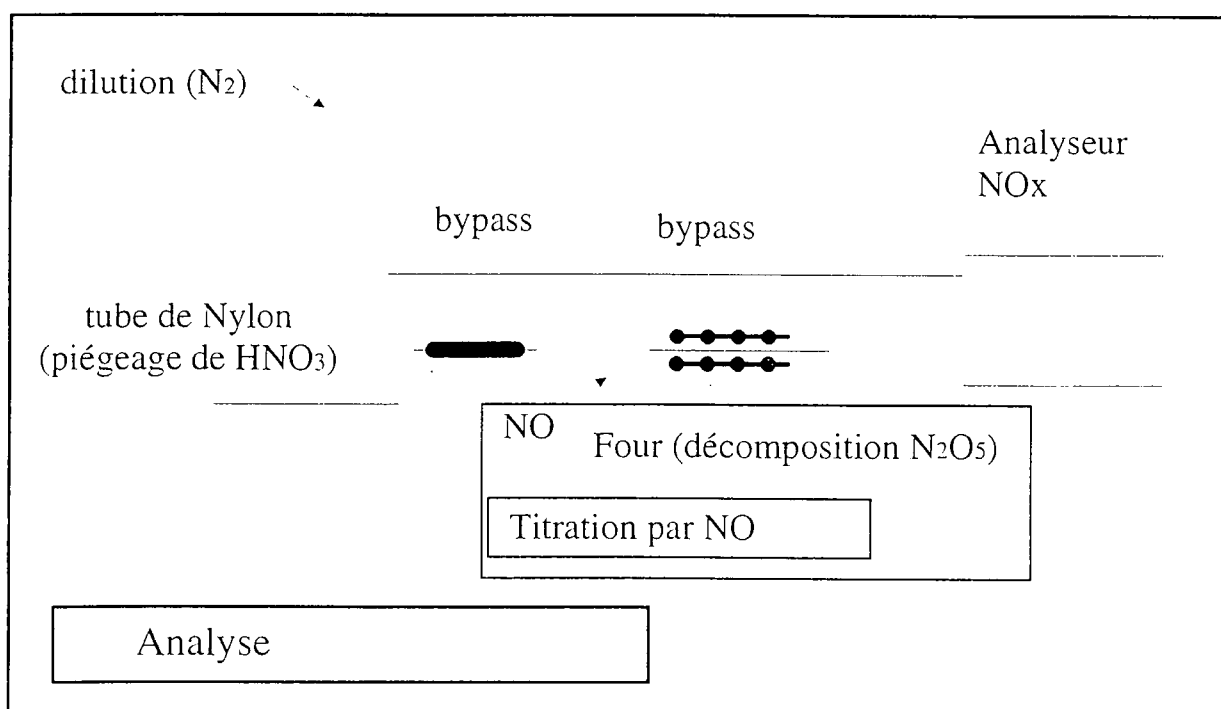 dilution (N2)
Analyseur
NOx
bypass
bypass
tube de Nylon
(piégeage de HNO3)
NO
Four (décomposition N2O5)
Titration par NO
Analyse